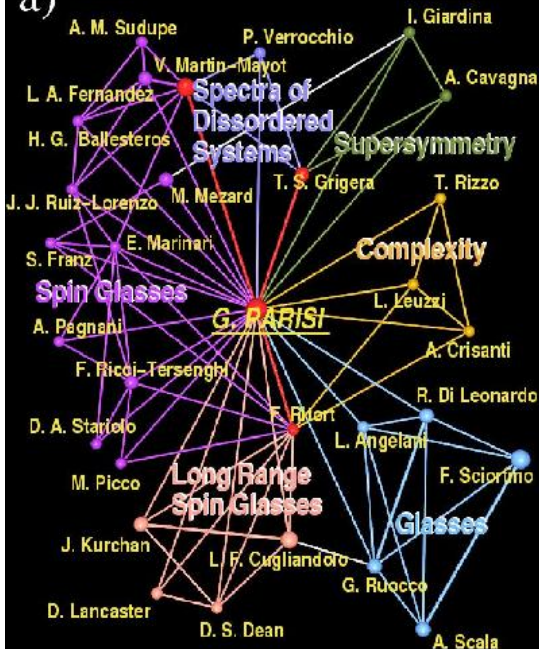 a)
I. Giardina
A. M. Sudupe
P. Verrocchio
V. Martin-Mayot
A. Cavagna
L. A. Fernandez
Spectra of
Dissordered
Systems
H. G. Ballesteros
Supersymmetry
T. S. Grigera
M. Mezard
T. Rizzo
J. J. Ruiz-Lorenzo
E. Marinari
Complexity
S. Franz
Spin Glasses
L. Leuzzi
G. PARISI
A. Pagnani
A. Crisanti
F. Ricci-Tersenghi
R. Di Leonardo
F. Ritort
D. A. Stariolo
L. Angelani
M. Picco
Long Range
Spin Glasses
F. Sciortino
Glasses
J. Kurchan
L. F. Cugliandolo
G. Ruocco
D. Lancaster
D. S. Dean
A. Scala